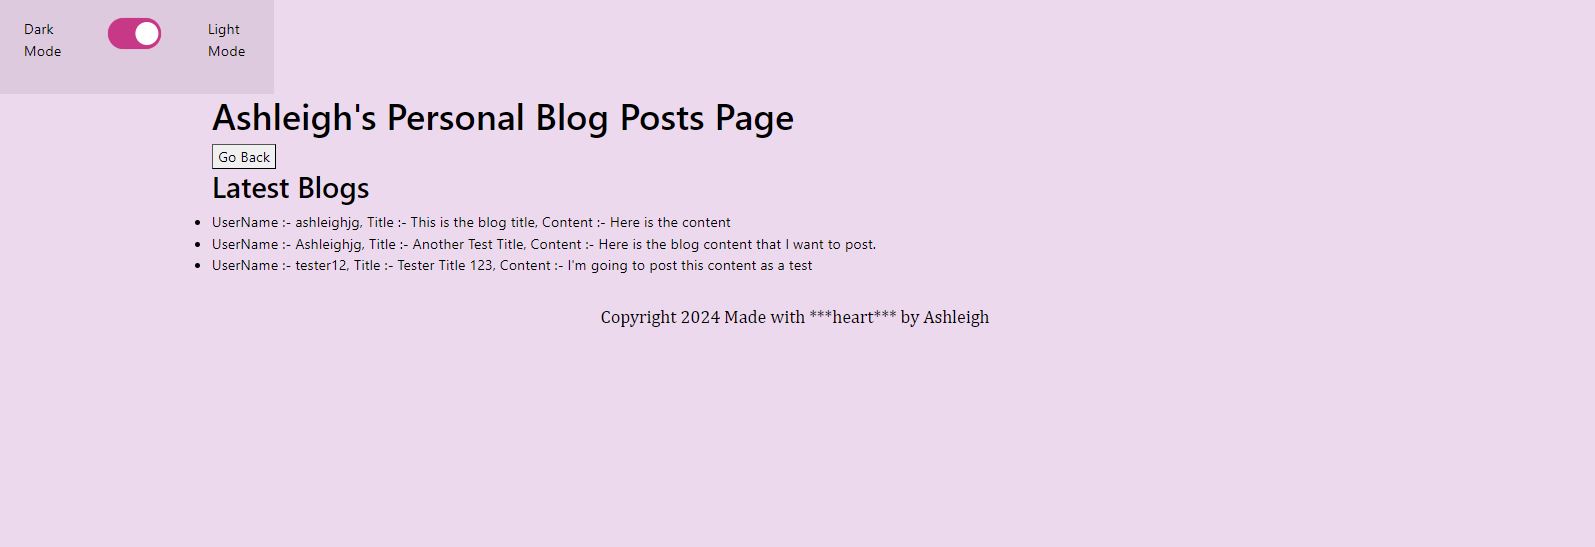 Dark Mode
Light Mode
Ashleigh's Personal Blog Posts Page
Go Back
Latest Blogs
UserName :- ashleighjg, Title :- This is the blog title, Content :- Here is the content
UserName :- Ashleighjg, Title :- Another Test Title, Content :- Here is the blog content that I want to post.
UserName :- tester12, Title :- Tester Title 123, Content :- I'm going to post this content as a test
Copyright 2024 Made with ***heart*** by Ashleigh